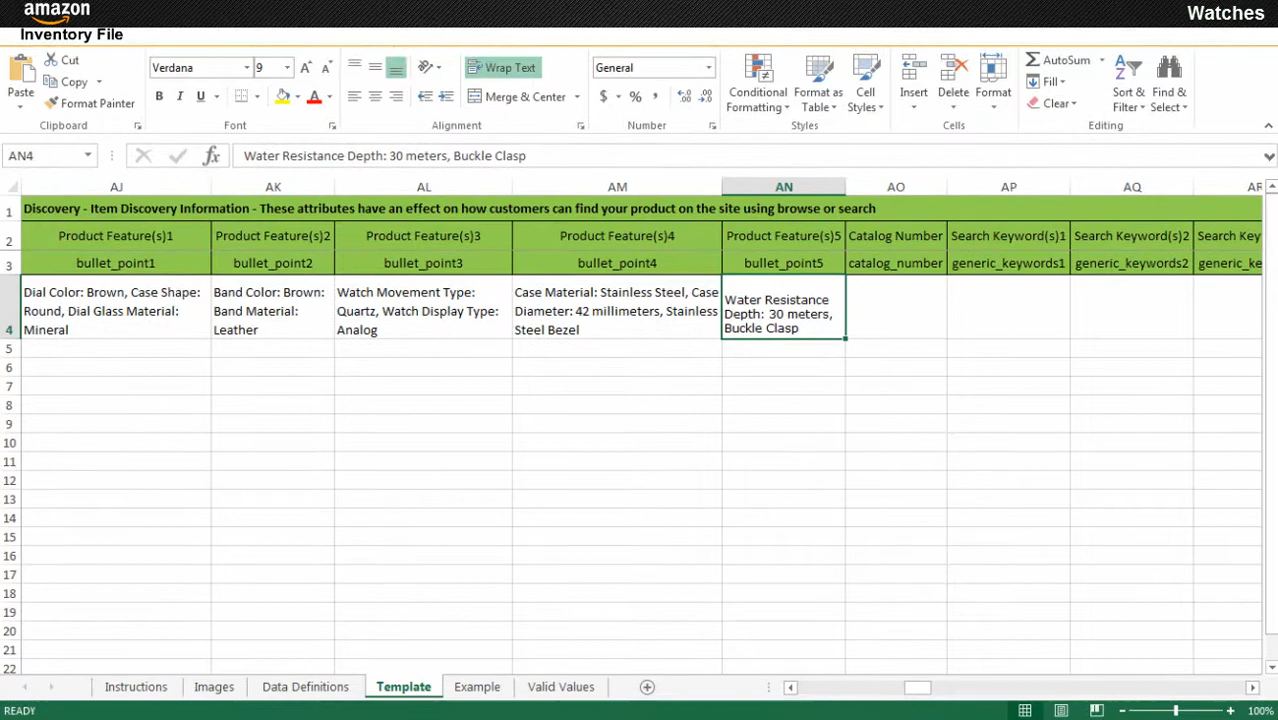 amazon
Watches
Inventory File
Cut
Copy
Format Painter
Paste
Clipboard
Verdana
9
A
A
B I U
A
Font
Wrap Text
Merge & Center
Alignment
General
$ % ,
.0 .00
.00 .0
Number
Conditional Formatting
Format as Table
Cell Styles
Styles
Insert
Delete
Format
Cells
AutoSum
Fill
Clear
Sort & Filter
Find & Select
Editing
AN4
fx
Water Resistance Depth: 30 meters, Buckle Clasp
AJ AK AL AM AN AO AP AQ AR
1 Discovery - Item Discovery Information - These attributes have an effect on how customers can find your product on the site using browse or search
2 Product Feature(s)1 Product Feature(s)2 Product Feature(s)3 Product Feature(s)4 Product Feature(s)5 Catalog Number Search Keyword(s)1 Search Keyword(s)2 Search Key
3 bullet_point1 bullet_point2 bullet_point3 bullet_point4 bullet_point5 catalog_number generic_keywords1 generic_keywords2 generic_ke
4
Dial Color: Brown, Case Shape:
Round, Dial Glass Material:
Mineral
Band Color: Brown:
Band Material:
Leather
Watch Movement Type:
Quartz, Watch Display Type:
Analog
Case Material: Stainless Steel, Case
Diameter: 42 millimeters, Stainless
Steel Bezel
Water Resistance
Depth: 30 meters,
Buckle Clasp
5
6
7
8
9
10
11
12
13
14
15
16
17
18
19
20
21
22
Instructions Images Data Definitions Template Example Valid Values
READY
100%